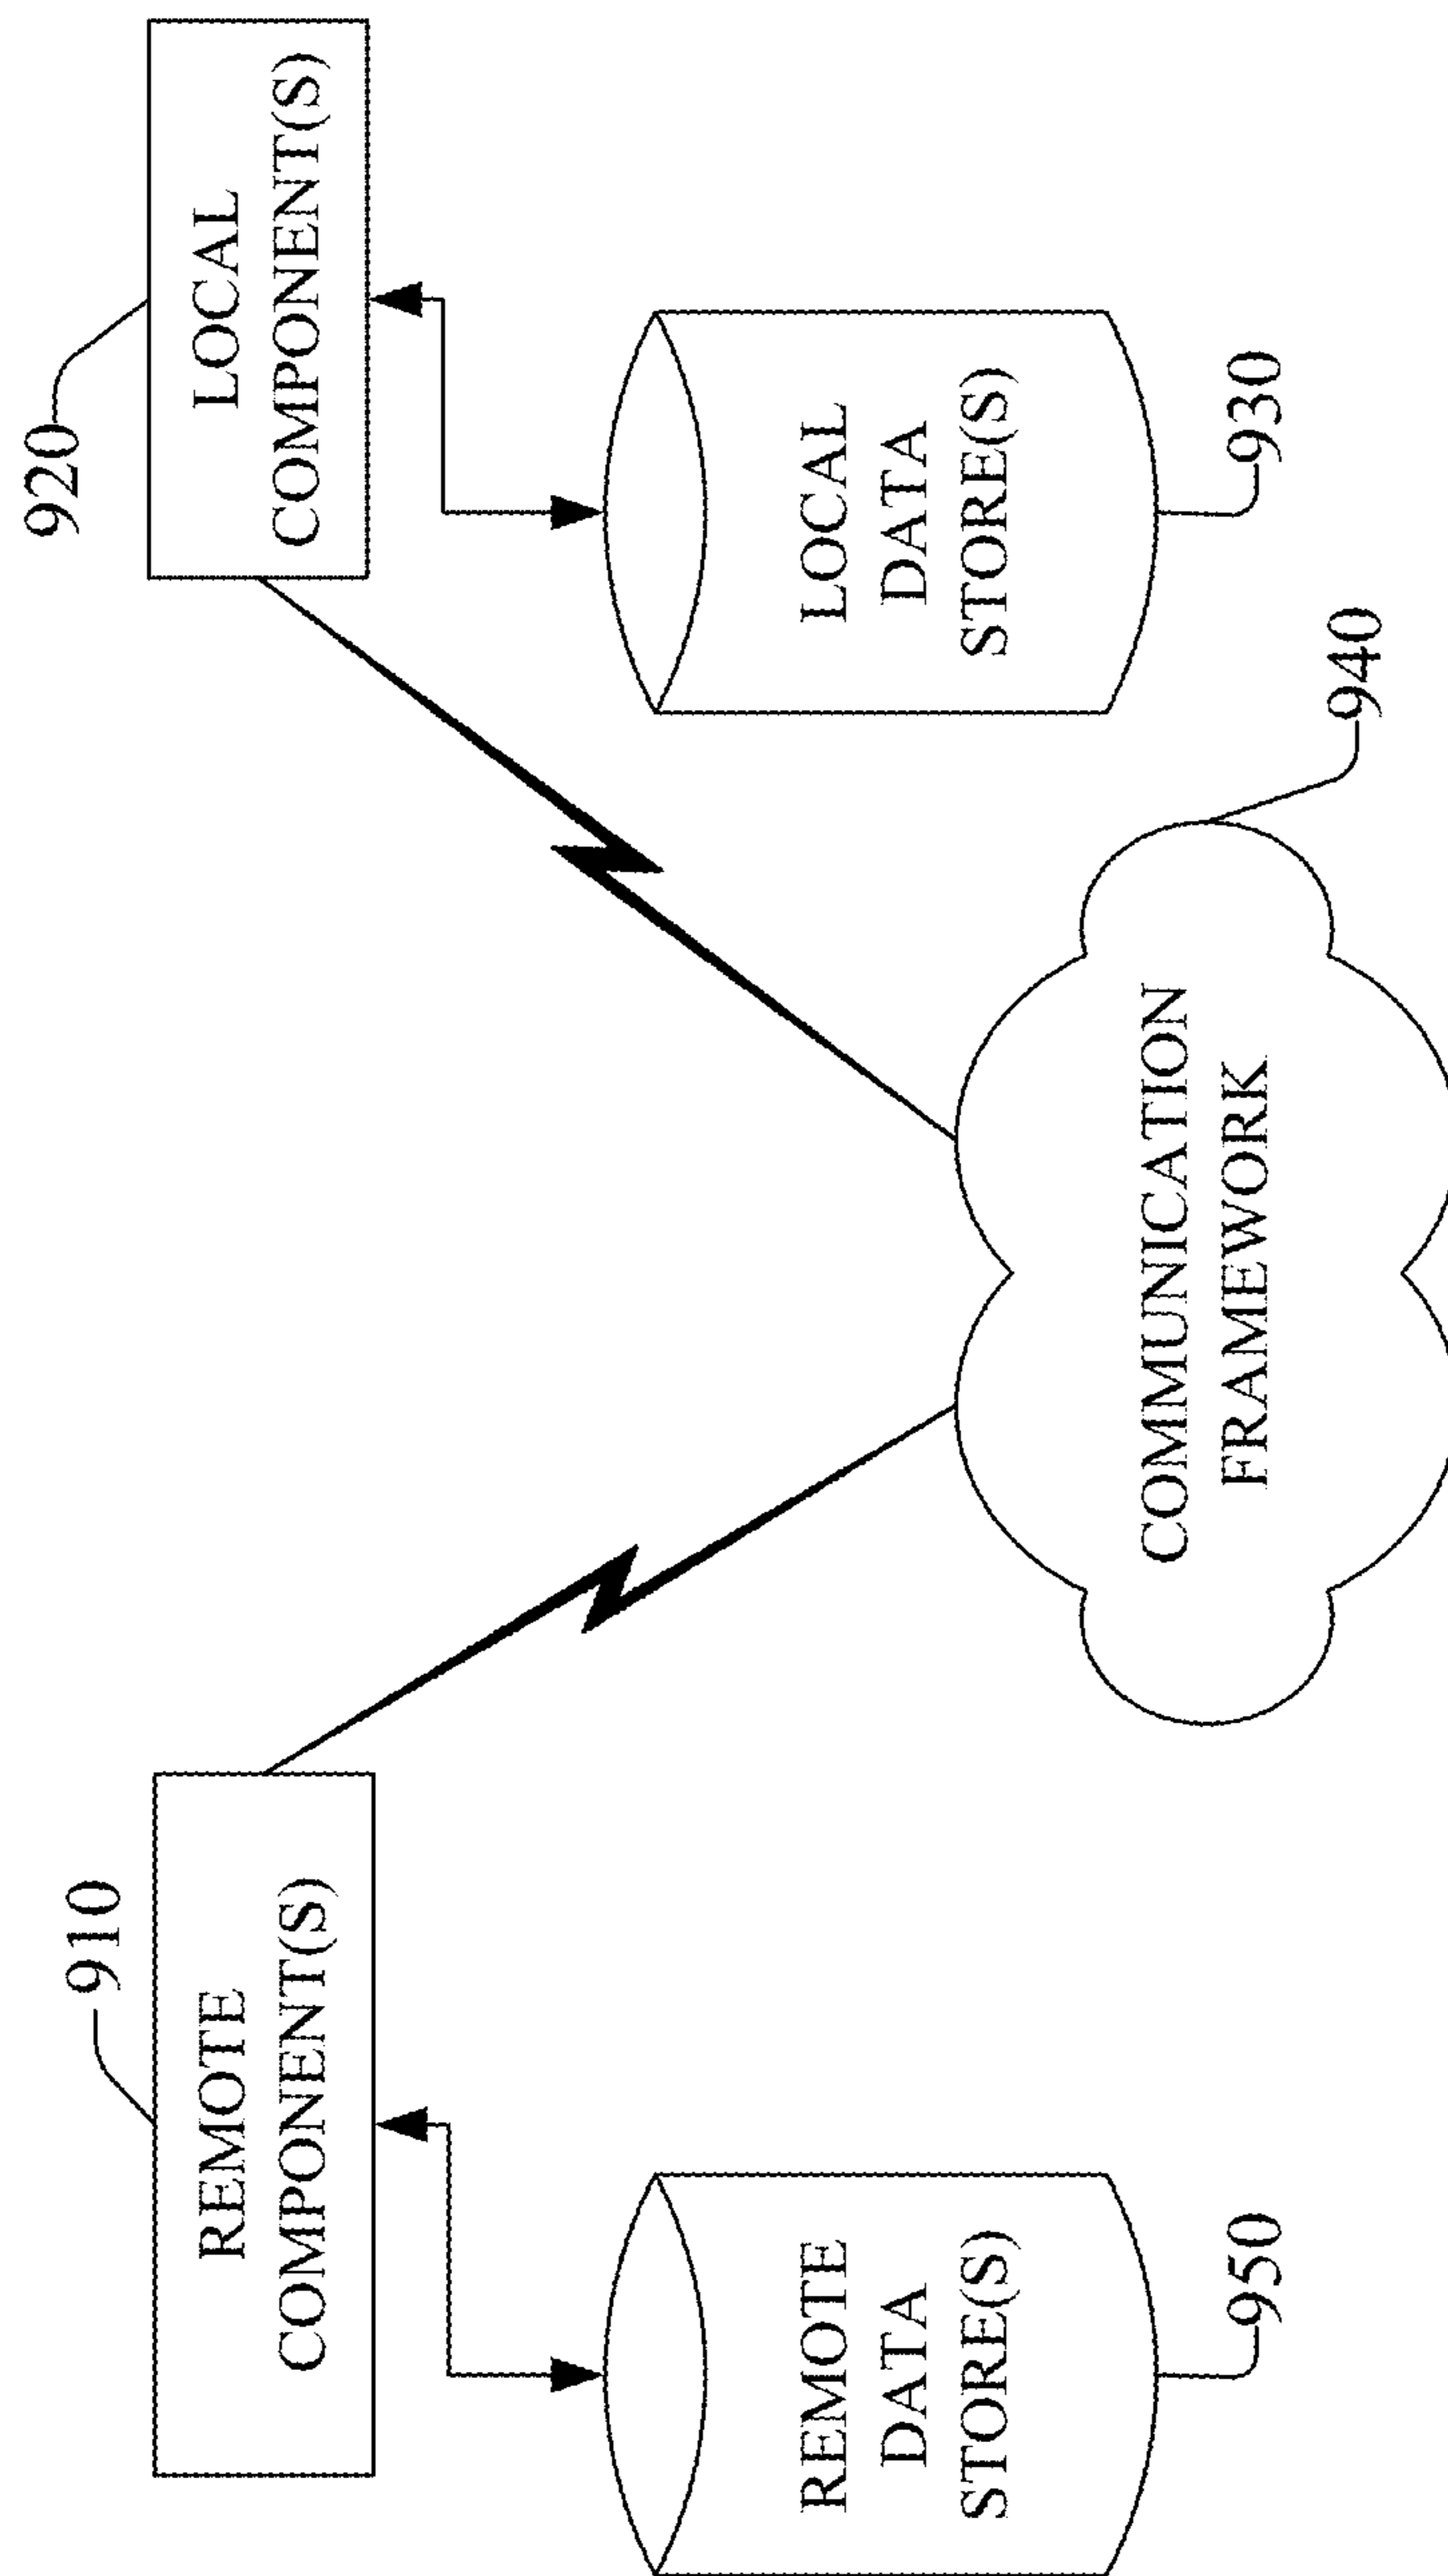 910
REMOTE
COMPONENT(S)
920
LOCAL
COMPONENT(S)
REMOTE
DATA
STORE(S)
950
COMMUNICATION
FRAMEWORK
940
LOCAL
DATA
STORE(S)
930